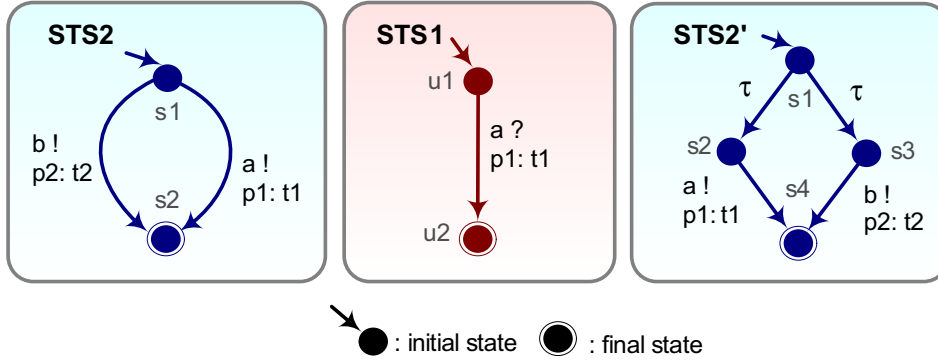 STS2
s1
b !
p2: t2
a !
p1: t1
s2
STS1
u1
a ?
p1: t1
u2
STS2'
τ
s1
τ
s2
s3
a !
p1: t1
s4
b !
p2: t2
: initial state
: final state